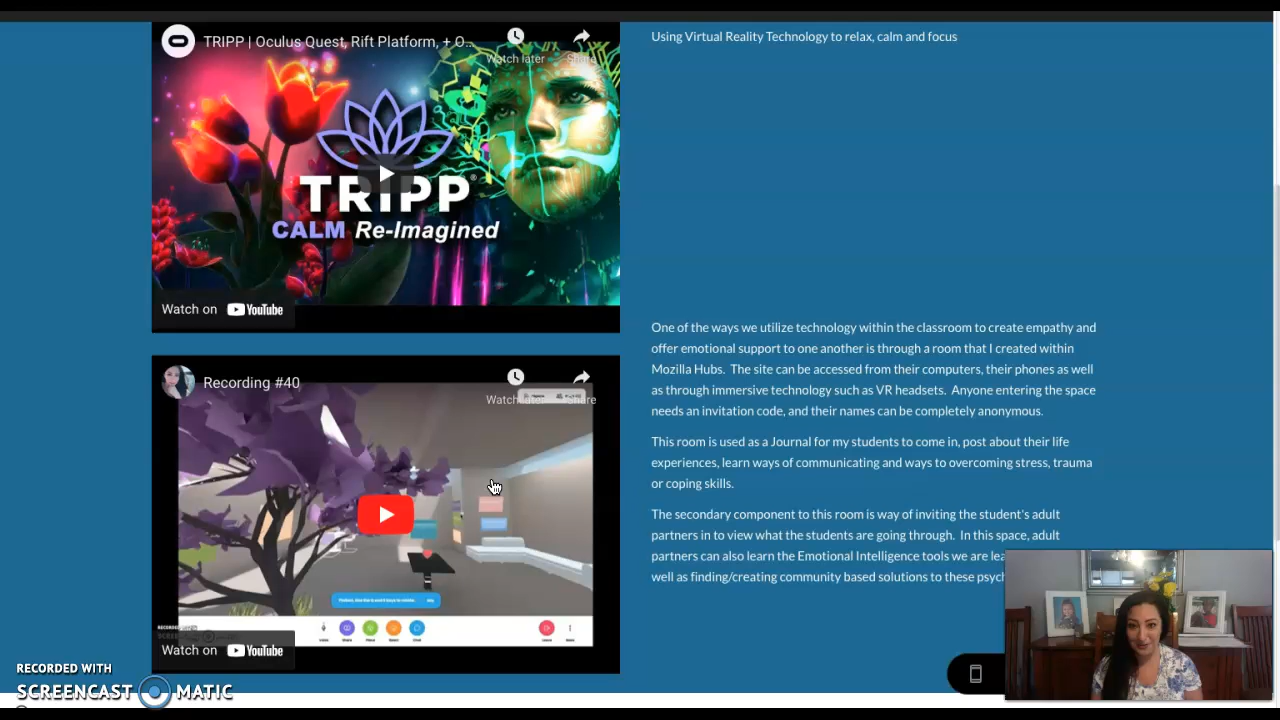 TRIPP | Oculus Quest, Rift Platform, + O...
Watch later
Share
TRIPP
CALM Re-Imagined
Watch on YouTube
Using Virtual Reality Technology to relax, calm and focus
Recording #40
Watch later
Share
Watch on YouTube
One of the ways we utilize technology within the classroom to create empathy and
offer emotional support to one another is through a room that I created within
Mozilla Hubs. The site can be accessed from their computers, their phones as well
as through immersive technology such as VR headsets. Anyone entering the space
needs an invitation code, and their names can be completely anonymous.
This room is used as a Journal for my students to come in, post about their life
experiences, learn ways of communicating and ways to overcoming stress, trauma
or coping skills.
The secondary component to this room is way of inviting the student's adult
partners in to view what the students are going through. In this space, adult
partners can also learn the Emotional Intelligence tools we are lea
well as finding/creating community based solutions to these psych
RECORDED WITH
SCREENCAST MATIC